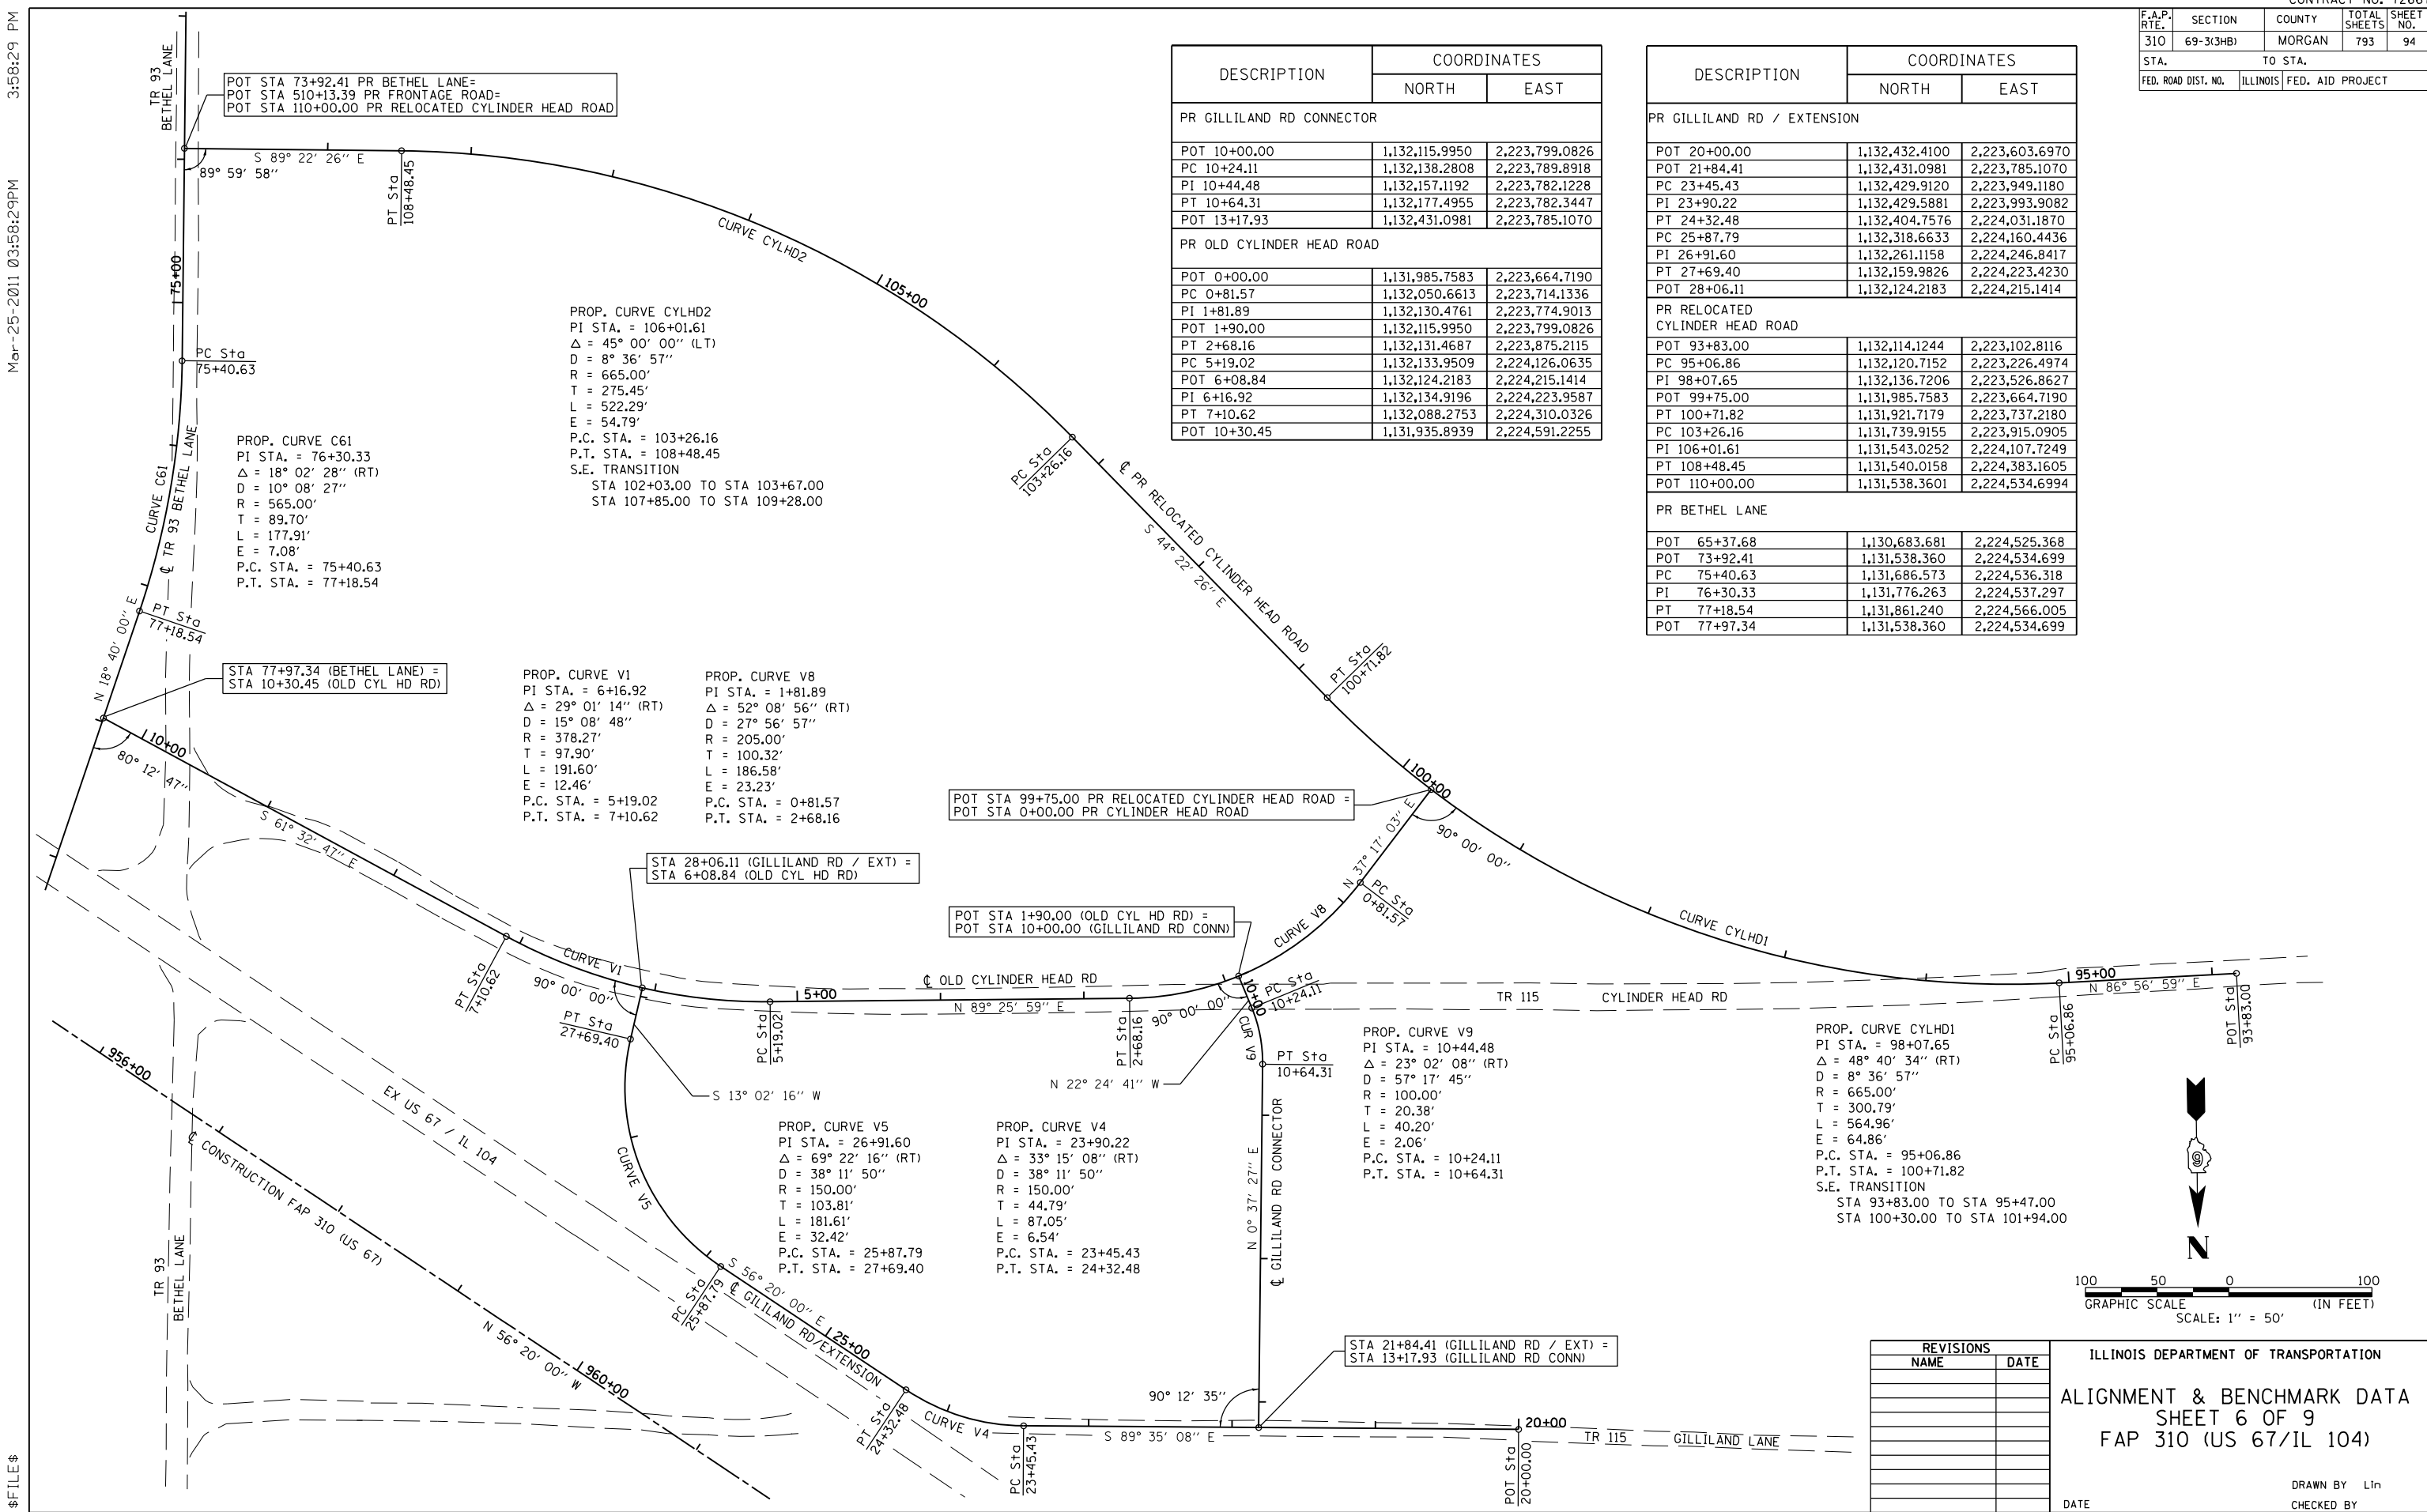 3:58:29 PM
Mar-25-2011 03:58:29PM
$FILE$
F.A.P. RTE. SECTION COUNTY TOTAL SHEETS SHEET NO.
310 69-3(3HB) MORGAN 793 94
STA. TO STA.
FED. ROAD DIST. NO. ILLINOIS FED. AID PROJECT
TR 93
BETHEL LANE
POT STA 73+92.41 PR BETHEL LANE=
POT STA 510+13.39 PR FRONTAGE ROAD=
POT STA 110+00.00 PR RELOCATED CYLINDER HEAD ROAD
S 89° 22' 26'' E
89° 59' 58''
PT Sta
108+48.45
CURVE CYLHD2
105+00
75+00
PC Sta
75+40.63
PROP. CURVE CYLHD2
PI STA. = 106+01.61
Δ = 45° 00' 00'' (LT)
D = 8° 36' 57''
R = 665.00'
T = 275.45'
L = 522.29'
E = 54.79'
P.C. STA. = 103+26.16
P.T. STA. = 108+48.45
S.E. TRANSITION
STA 102+03.00 TO STA 103+67.00
STA 107+85.00 TO STA 109+28.00
PROP. CURVE C61
PI STA. = 76+30.33
Δ = 18° 02' 28'' (RT)
D = 10° 08' 27''
R = 565.00'
T = 89.70'
L = 177.91'
E = 7.08'
P.C. STA. = 75+40.63
P.T. STA. = 77+18.54
CURVE C61
℄ TR 93 BETHEL LANE
PC Sta
103+26.16
℄ PR RELOCATED CYLINDER HEAD ROAD
S 44° 22' 26'' E
PT Sta
100+71.82
DESCRIPTION COORDINATES
NORTH EAST
PR GILLILAND RD CONNECTOR
POT 10+00.00 1,132,115.9950 2,223,799.0826
PC 10+24.11 1,132,138.2808 2,223,789.8918
PI 10+44.48 1,132,157.1192 2,223,782.1228
PT 10+64.31 1,132,177.4955 2,223,782.3447
POT 13+17.93 1,132,431.0981 2,223,785.1070
PR OLD CYLINDER HEAD ROAD
POT 0+00.00 1,131,985.7583 2,223,664.7190
PC 0+81.57 1,132,050.6613 2,223,714.1336
PI 1+81.89 1,132,130.4761 2,223,774.9013
POT 1+90.00 1,132,115.9950 2,223,799.0826
PT 2+68.16 1,132,131.4687 2,223,875.2115
PC 5+19.02 1,132,133.9509 2,224,126.0635
POT 6+08.84 1,132,124.2183 2,224,215.1414
PI 6+16.92 1,132,134.9196 2,224,223.9587
PT 7+10.62 1,132,088.2753 2,224,310.0326
POT 10+30.45 1,131,935.8939 2,224,591.2255
DESCRIPTION COORDINATES
NORTH EAST
PR GILLILAND RD / EXTENSION
POT 20+00.00 1,132,432.4100 2,223,603.6970
POT 21+84.41 1,132,431.0981 2,223,785.1070
PC 23+45.43 1,132,429.9120 2,223,949.1180
PI 23+90.22 1,132,429.5881 2,223,993.9082
PT 24+32.48 1,132,404.7576 2,224,031.1870
PC 25+87.79 1,132,318.6633 2,224,160.4436
PI 26+91.60 1,132,261.1158 2,224,246.8417
PT 27+69.40 1,132,159.9826 2,224,223.4230
POT 28+06.11 1,132,124.2183 2,224,215.1414
PR RELOCATED
CYLINDER HEAD ROAD
POT 93+83.00 1,132,114.1244 2,223,102.8116
PC 95+06.86 1,132,120.7152 2,223,226.4974
PI 98+07.65 1,132,136.7206 2,223,526.8627
POT 99+75.00 1,131,985.7583 2,223,664.7190
PT 100+71.82 1,131,921.7179 2,223,737.2180
PC 103+26.16 1,131,739.9155 2,223,915.0905
PI 106+01.61 1,131,543.0252 2,224,107.7249
PT 108+48.45 1,131,540.0158 2,224,383.1605
POT 110+00.00 1,131,538.3601 2,224,534.6994
PR BETHEL LANE
POT 65+37.68 1,130,683.681 2,224,525.368
POT 73+92.41 1,131,538.360 2,224,534.699
PC 75+40.63 1,131,686.573 2,224,536.318
PI 76+30.33 1,131,776.263 2,224,537.297
PT 77+18.54 1,131,861.240 2,224,566.005
POT 77+97.34 1,131,538.360 2,224,534.699
PT Sta
77+18.54
N 18° 40' 00'' E
STA 77+97.34 (BETHEL LANE) =
STA 10+30.45 (OLD CYL HD RD)
10+00
80° 12' 47''
S 61° 32' 47'' E
PROP. CURVE V1
PI STA. = 6+16.92
Δ = 29° 01' 14'' (RT)
D = 15° 08' 48''
R = 378.27'
T = 97.90'
L = 191.60'
E = 12.46'
P.C. STA. = 5+19.02
P.T. STA. = 7+10.62
PROP. CURVE V8
PI STA. = 1+81.89
Δ = 52° 08' 56'' (RT)
D = 27° 56' 57''
R = 205.00'
T = 100.32'
L = 186.58'
E = 23.23'
P.C. STA. = 0+81.57
P.T. STA. = 2+68.16
POT STA 99+75.00 PR RELOCATED CYLINDER HEAD ROAD =
POT STA 0+00.00 PR CYLINDER HEAD ROAD
100+00
90° 00' 00''
N 37° 17' 03'' E
PC Sta
0+81.57
CURVE V8
CURVE CYLHD1
STA 28+06.11 (GILLILAND RD / EXT) =
STA 6+08.84 (OLD CYL HD RD)
POT STA 1+90.00 (OLD CYL HD RD) =
POT STA 10+00.00 (GILLILAND RD CONN)
PT Sta
7+10.62
CURVE V1
90° 00' 00''
PT Sta
27+69.40
PC Sta
5+19.02
5+00
℄ OLD CYLINDER HEAD RD
N 89° 25' 59'' E
PT Sta
2+68.16
90° 00' 00''
10+00
PC Sta
10+24.11
CUR V9
PT Sta
10+64.31
N 22° 24' 41'' W
TR 115 CYLINDER HEAD RD
95+00
N 86° 56' 59'' E
PC Sta
95+06.86
POT Sta
93+83.00
S 13° 02' 16'' W
PROP. CURVE V9
PI STA. = 10+44.48
Δ = 23° 02' 08'' (RT)
D = 57° 17' 45''
R = 100.00'
T = 20.38'
L = 40.20'
E = 2.06'
P.C. STA. = 10+24.11
P.T. STA. = 10+64.31
PROP. CURVE CYLHD1
PI STA. = 98+07.65
Δ = 48° 40' 34'' (RT)
D = 8° 36' 57''
R = 665.00'
T = 300.79'
L = 564.96'
E = 64.86'
P.C. STA. = 95+06.86
P.T. STA. = 100+71.82
S.E. TRANSITION
STA 93+83.00 TO STA 95+47.00
STA 100+30.00 TO STA 101+94.00
PROP. CURVE V5
PI STA. = 26+91.60
Δ = 69° 22' 16'' (RT)
D = 38° 11' 50''
R = 150.00'
T = 103.81'
L = 181.61'
E = 32.42'
P.C. STA. = 25+87.79
P.T. STA. = 27+69.40
PROP. CURVE V4
PI STA. = 23+90.22
Δ = 33° 15' 08'' (RT)
D = 38° 11' 50''
R = 150.00'
T = 44.79'
L = 87.05'
E = 6.54'
P.C. STA. = 23+45.43
P.T. STA. = 24+32.48
956+00
EX US 67 / IL 104
℄ CONSTRUCTION FAP 310 (US 67)
CURVE V5
N 0° 37' 27'' E
℄ GILLILAND RD CONNECTOR
TR 93
BETHEL LANE
N 56° 20' 00'' W
960+00
PC Sta
25+87.79
S 56° 20' 00'' E
℄ GILILAND RD/EXTENSION
25+00
PT Sta
24+32.48
CURVE V4
PC Sta
23+45.43
S 89° 35' 08'' E
90° 12' 35''
STA 21+84.41 (GILLILAND RD / EXT) =
STA 13+17.93 (GILLILAND RD CONN)
20+00
POT Sta
20+00.00
TR 115 GILLILAND LANE
N
100 50 0 100
GRAPHIC SCALE (IN FEET)
SCALE: 1'' = 50'
REVISIONS
NAME DATE
ILLINOIS DEPARTMENT OF TRANSPORTATION
ALIGNMENT & BENCHMARK DATA
SHEET 6 OF 9
FAP 310 (US 67/IL 104)
DRAWN BY Lin
DATE CHECKED BY